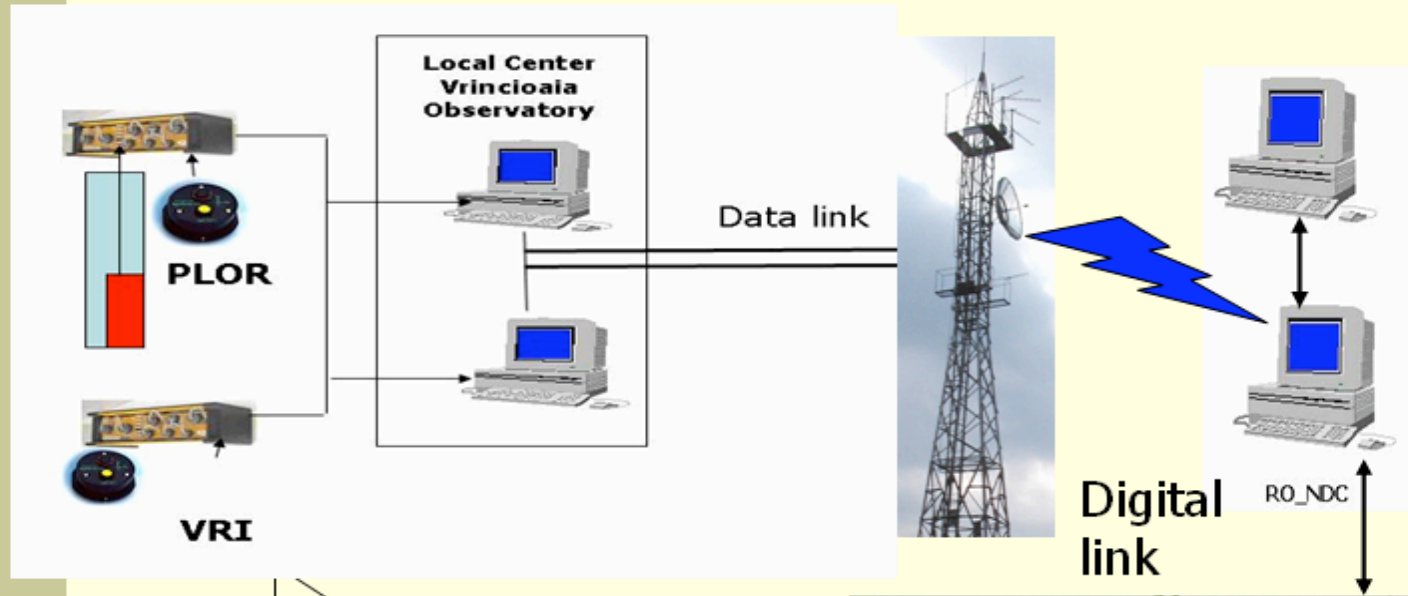 Local Center
Vrincioaia
Observatory
Data link
PLOR
VRI
Digital
link
RO_NDC